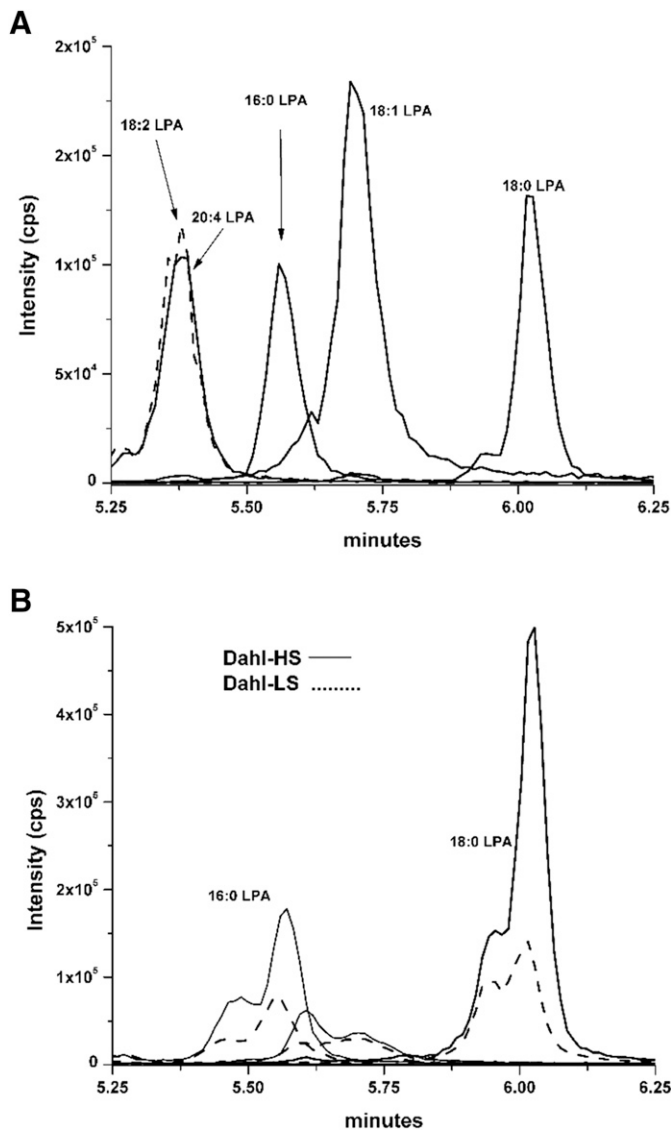 A
2x10⁵
2x10⁵
1x10⁵
5x10⁴
0
Intensity (cps)
18:2 LPA
20:4 LPA
16:0 LPA
18:1 LPA
18:0 LPA
5.25 5.50 5.75 6.00 6.25
minutes
B
5x10⁵
4x10⁵
3x10⁵
2x10⁵
1x10⁵
0
Intensity (cps)
Dahl-HS
Dahl-LS
16:0 LPA
18:0 LPA
5.25 5.50 5.75 6.00 6.25
minutes